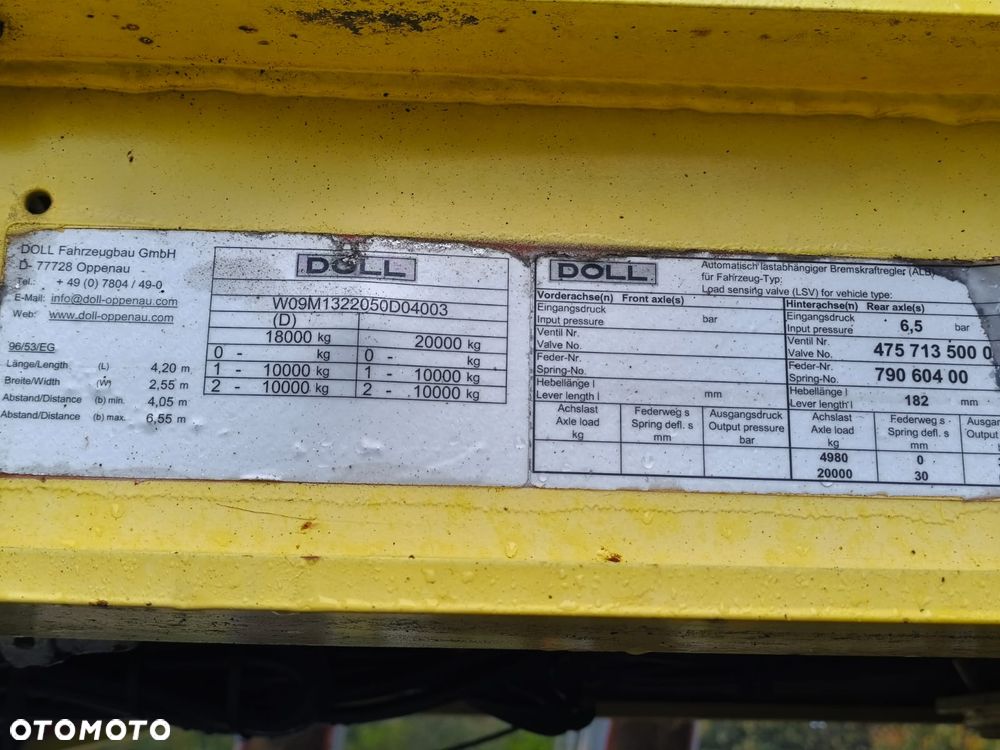 DOLL Fahrzeugbau GmbH
D- 77728 Oppenau
Tel.: + 49 (0) 7804 / 49-0
E-Mail: info@doll-oppenau.com
Web: www.doll-oppenau.com
96/53/EG
Länge/Length (L) 4,20 m
Breite/Width (W) 2,55 m
Abstand/Distance (b) min. 4,05 m
Abstand/Distance (b) max. 6,55 m
DOLL
W09M1322050D04003
(D)
18000 kg 20000 kg
0 - kg 0 - kg
1 - 10000 kg 1 - 10000 kg
2 - 10000 kg 2 - 10000 kg
DOLL
Automatisch lastabhängiger Bremskraftregler (ALB)
für Fahrzeug-Typ:
Load sensing valve (LSV) for vehicle type:
Vorderachse(n) Front axle(s)
Eingangsdruck
Input pressure bar
Ventil Nr.
Valve No.
Feder-Nr.
Spring-No.
Hebellänge l
Lever length l mm
Achslast Federweg s Ausgangsdruck
Axle load Spring defl. s Output pressure
kg mm bar
Hinterachse(n) Rear axle(s)
Eingangsdruck
Input pressure 6,5 bar
Ventil Nr.
Valve No. 475 713 500 0
Feder-Nr.
Spring-No. 790 604 00
Hebellänge l
Lever length l 182 mm
Achslast Federweg s
Axle load Spring defl. s Output
kg mm
4980 0
20000 30
OTOMOTO